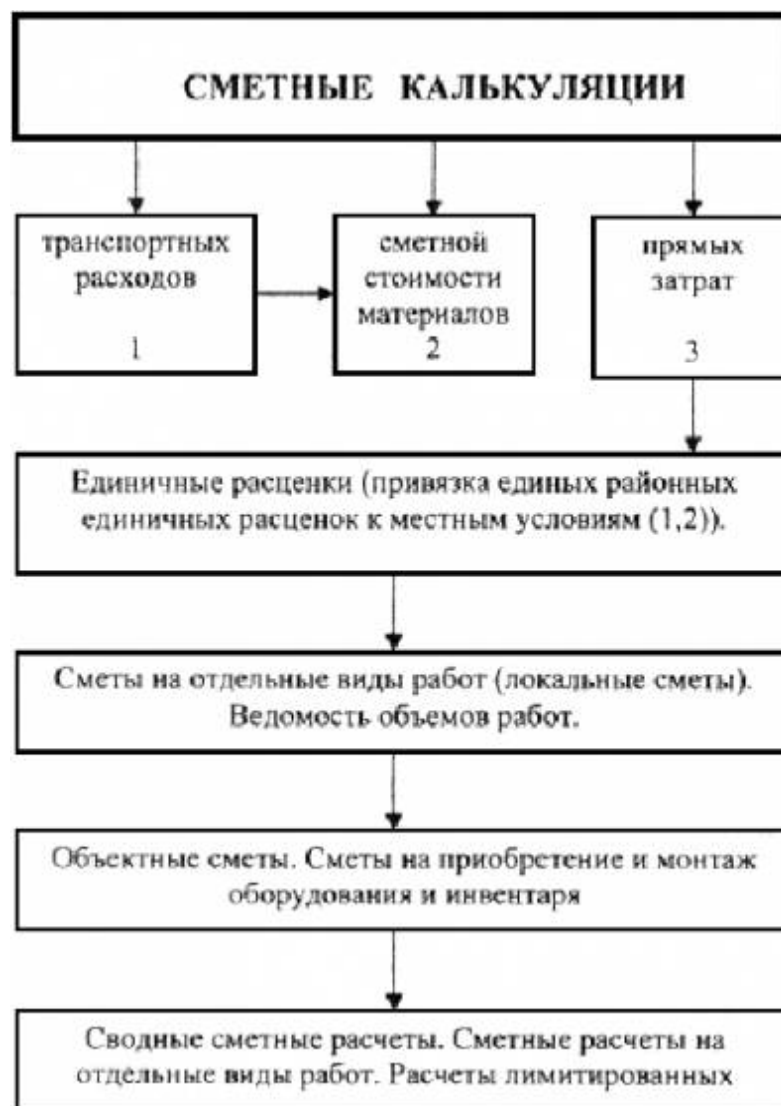 СМЕТНЫЕ КАЛЬКУЛЯЦИИ
транспортных
расходов
1
сметной
стоимости
материалов
2
прямых
затрат
3
Единичные расценки (привязка единых районных
единичных расценок к местным условиям (1,2)).
Сметы на отдельные виды работ (локальные сметы).
Ведомость объемов работ.
Объектные сметы. Сметы на приобретение и монтаж
оборудования и инвентаря
Сводные сметные расчеты. Сметные расчеты на
отдельные виды работ. Расчеты лимитированных